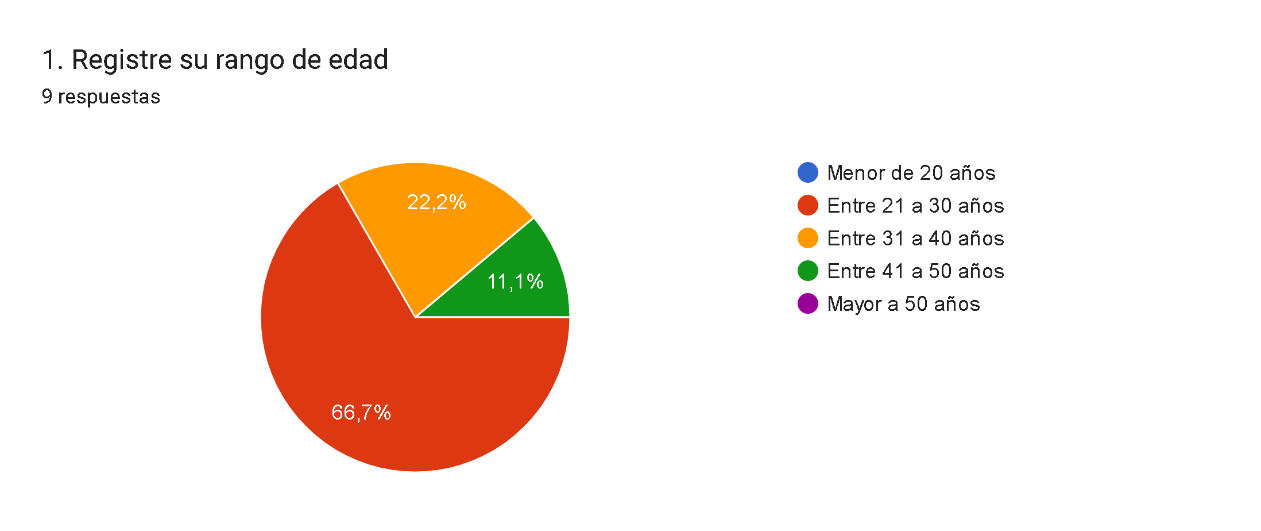 1. Registre su rango de edad
9 respuestas
22,2%
11,1%
66,7%
Menor de 20 años
Entre 21 a 30 años
Entre 31 a 40 años
Entre 41 a 50 años
Mayor a 50 años